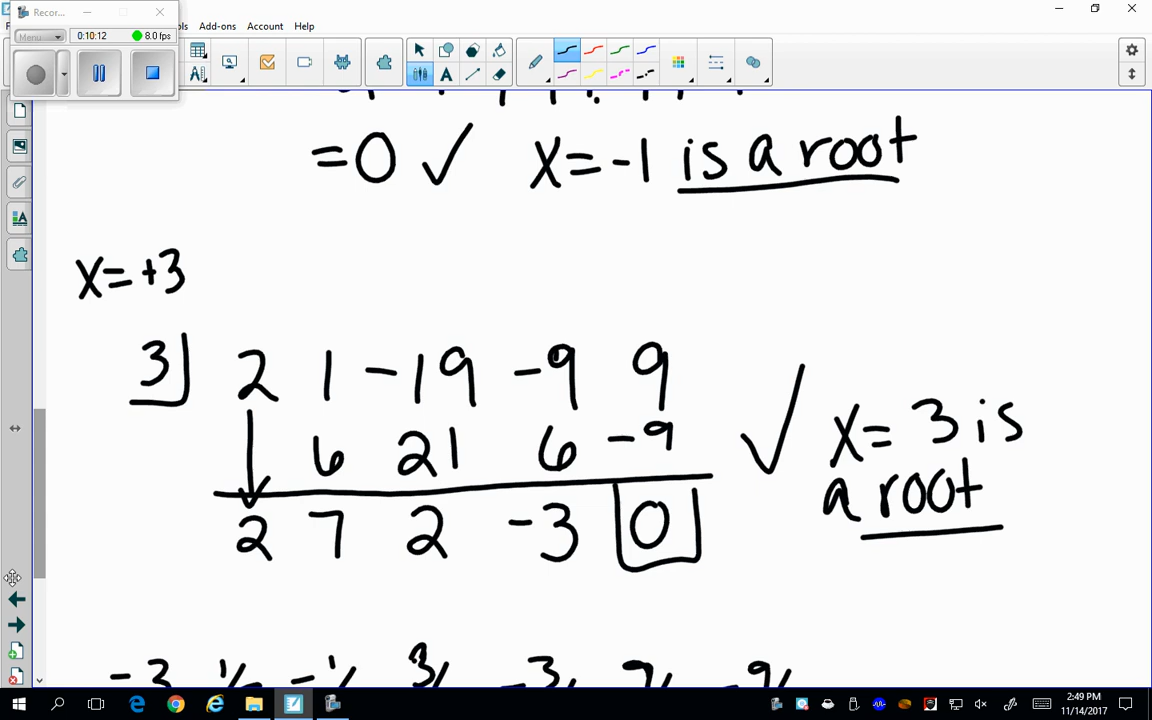 Recor...
Menu
0:10:12
8.0 fps
Add-ons Account Help
=0 ✓ x=-1 is a root
x=+3
3 2 1 -19 -9 9
6 21 6 -9
2 7 2 -3 0
✓ x= 3 is
a root
-3
2:49 PM
11/14/2017